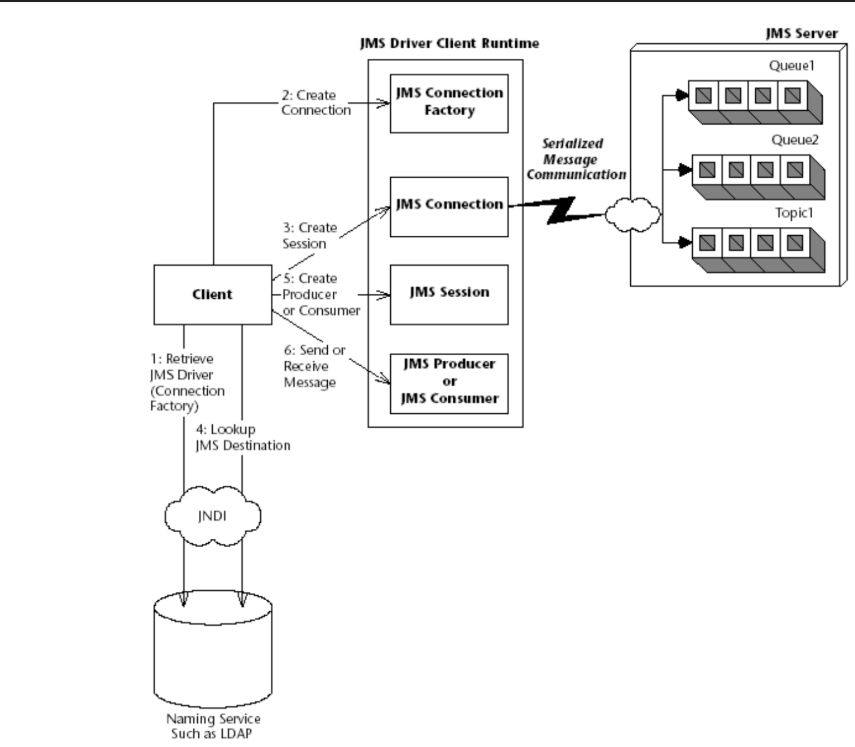 JMS Server
JMS Driver Client Runtime
Queue1
2: Create
Connection
JMS Connection
Factory
Queue2
Serialized
Message
Communication
JMS Connection
Topic1
3: Create
Session
Client
5: Create
Producer
or Consumer
JMS Session
6: Send or
Receive
Message
JMS Producer
or
JMS Consumer
1: Retrieve
JMS Driver
(Connection
Factory)
4: Lookup
JMS Destination
JNDI
Naming Service
Such as LDAP